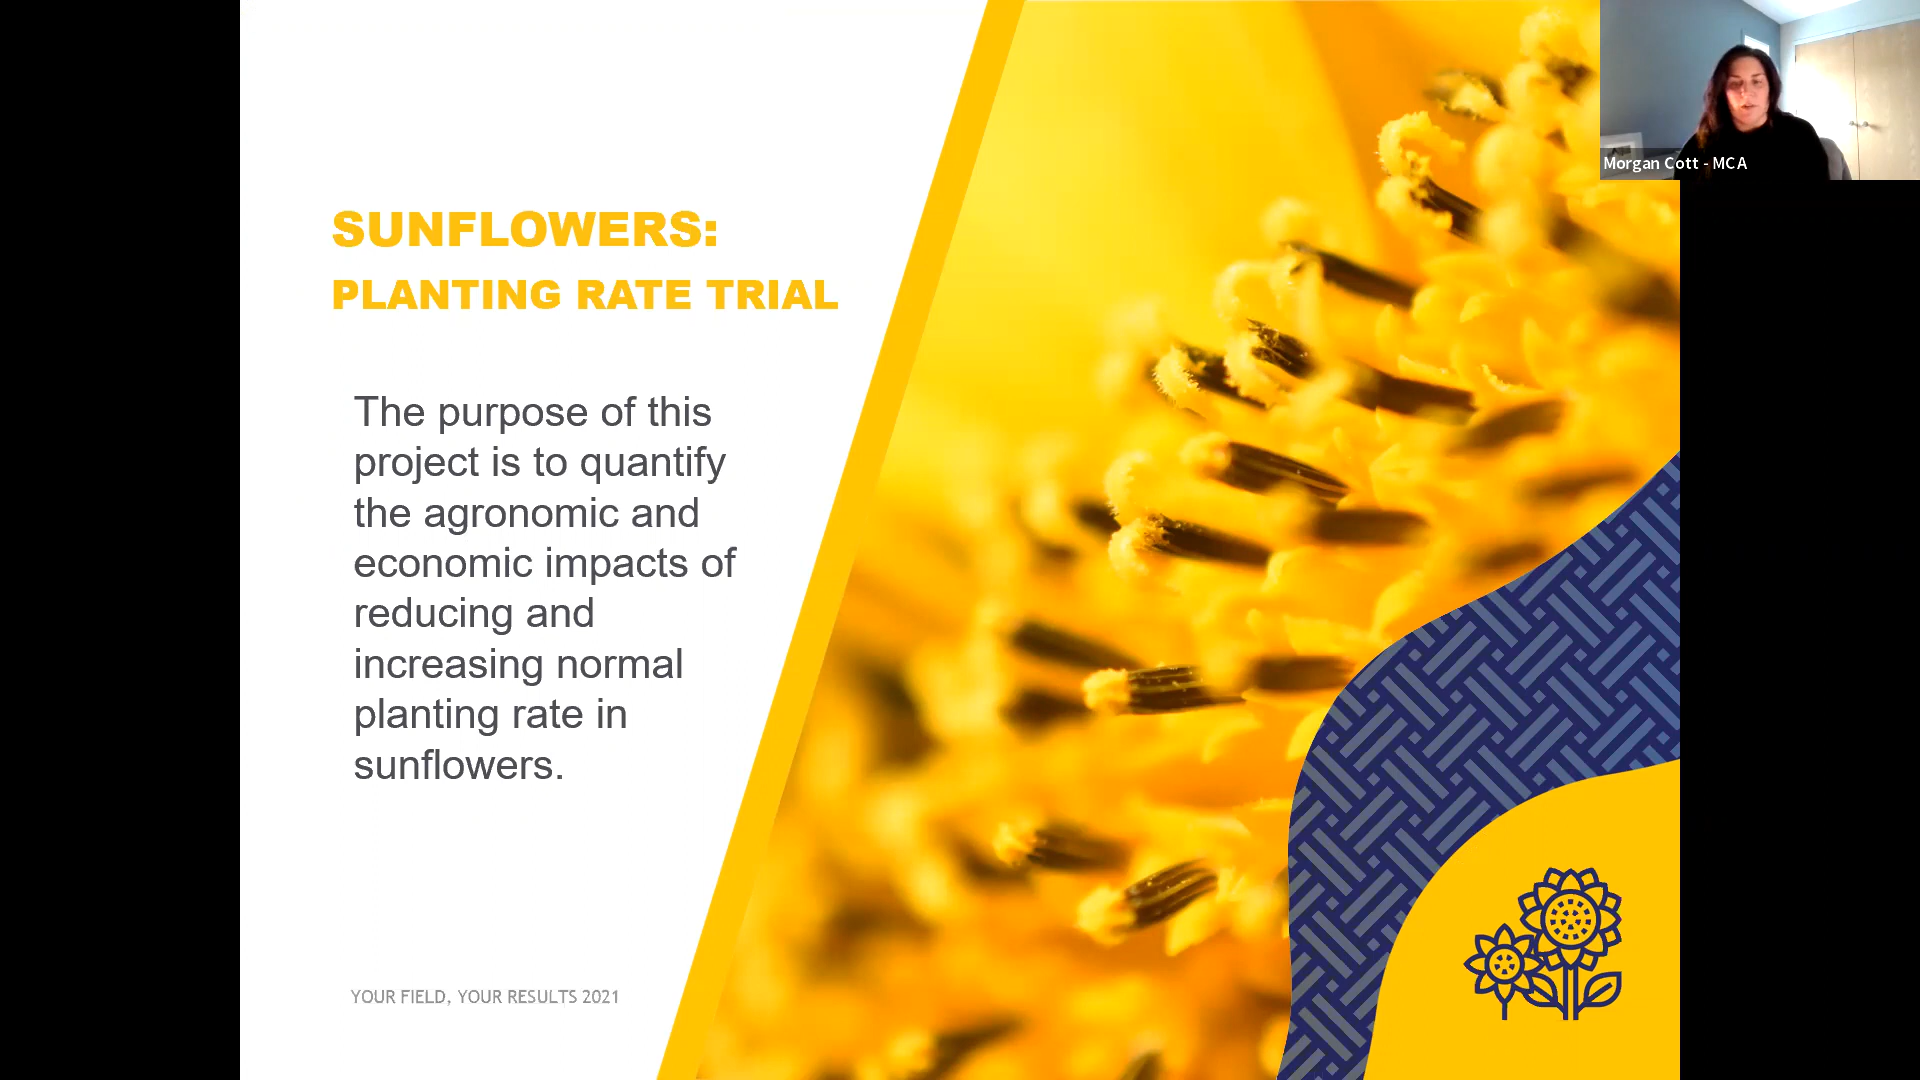 SUNFLOWERS:
PLANTING RATE TRIAL
The purpose of this
project is to quantify
the agronomic and
economic impacts of
reducing and
increasing normal
planting rate in
sunflowers.
YOUR FIELD, YOUR RESULTS 2021
Morgan Cott - MCA